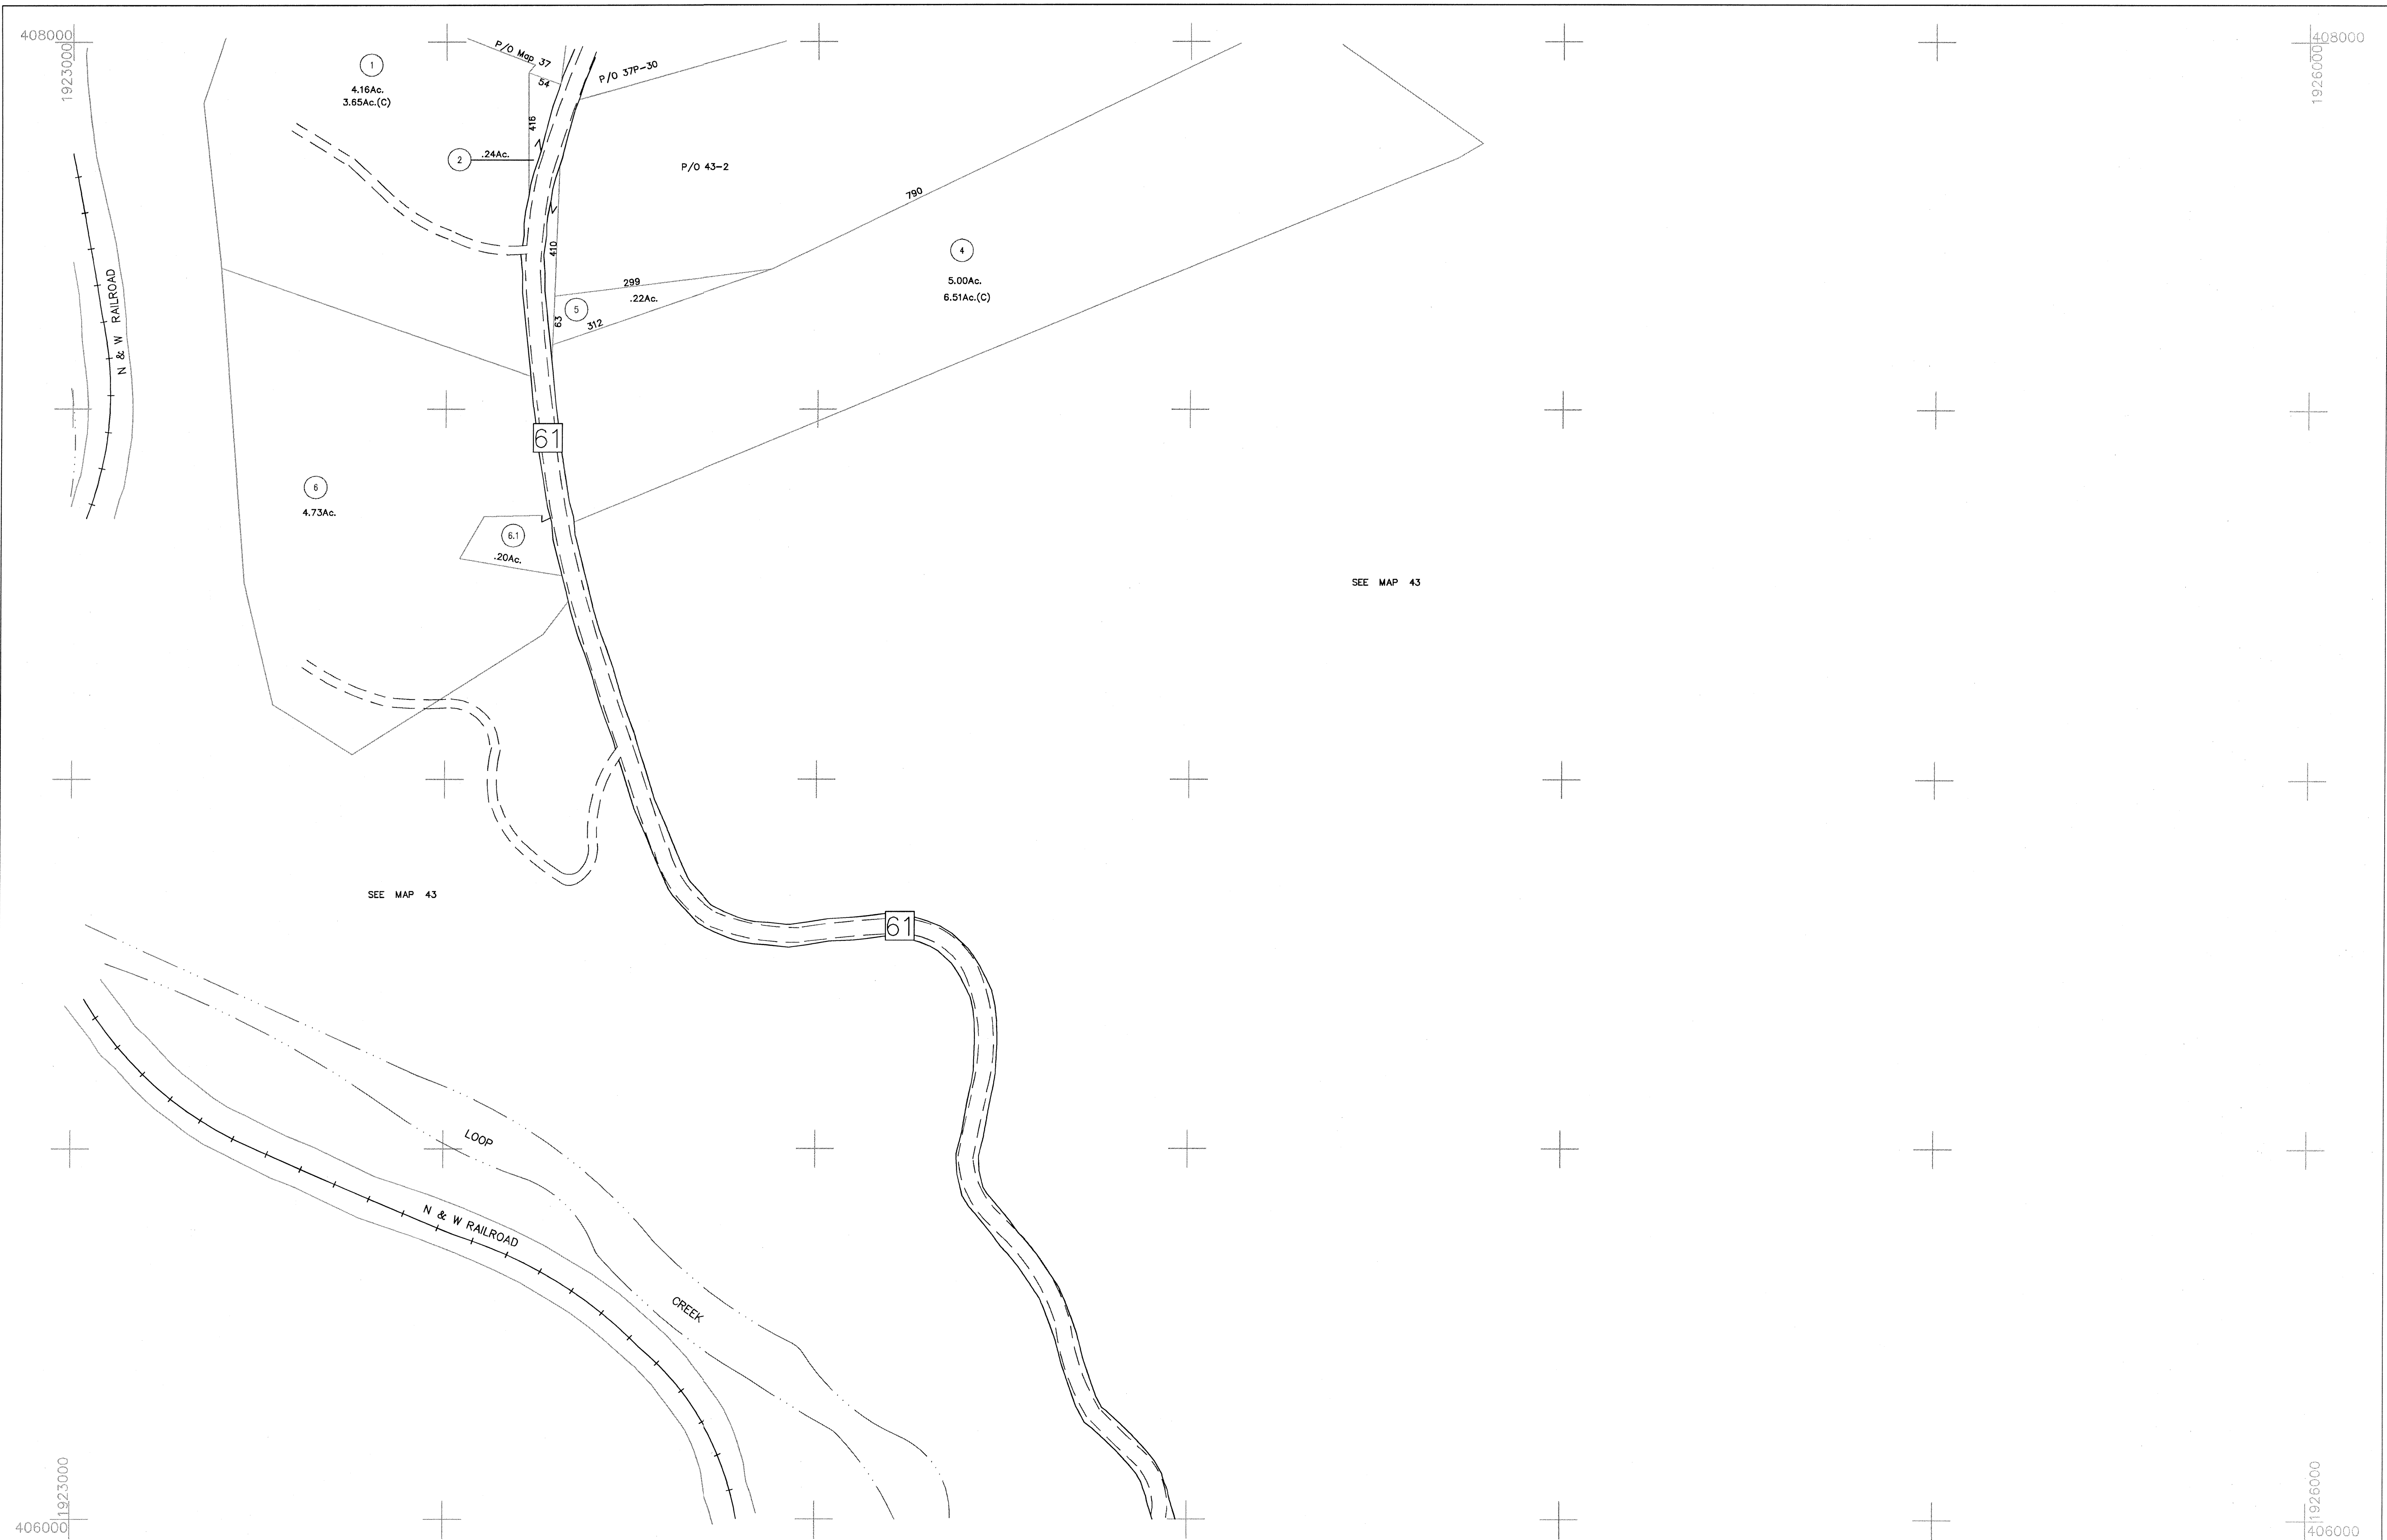 408000
1923000
1
4.16Ac.
3.65Ac.(C)
P/O Map 37
54
P/O 37P-30
408000
1926000
416
2
.24Ac.
P/O 43-2
790
410
4
5.00Ac.
6.51Ac.(C)
299
.22Ac.
5
63
312
N & W RAILROAD
61
6
4.73Ac.
6.1
.20Ac.
SEE MAP 43
SEE MAP 43
61
LOOP
N & W RAILROAD
CREEK
1923000
406000
1926000
406000